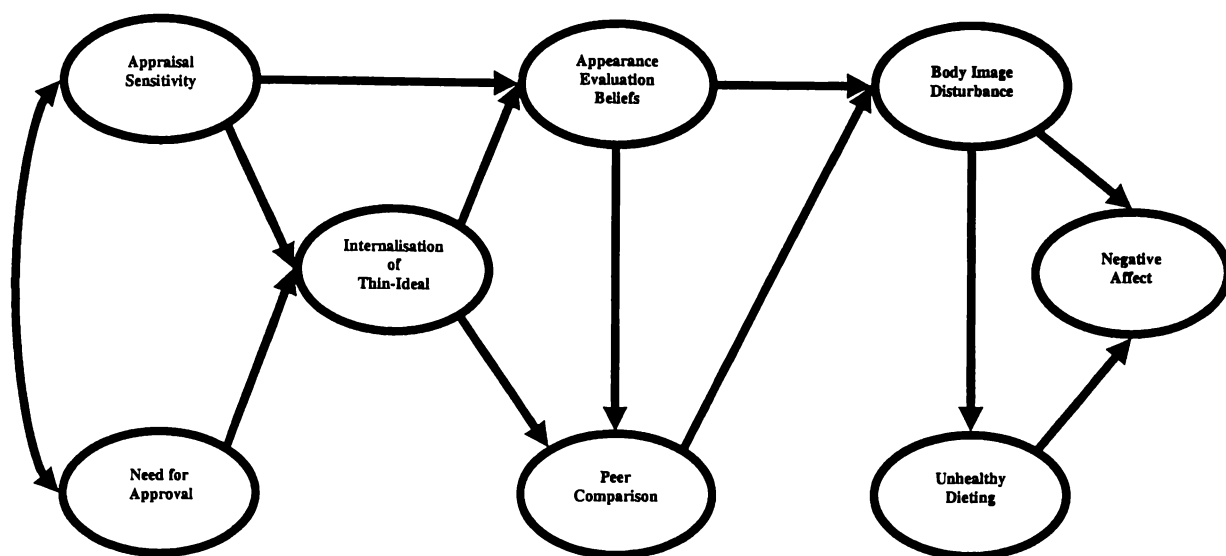 Appraisal
Sensitivity
Appearance
Evaluation
Beliefs
Body Image
Disturbance
Internalisation
of
Thin-Ideal
Negative
Affect
Need for
Approval
Peer
Comparison
Unhealthy
Dieting